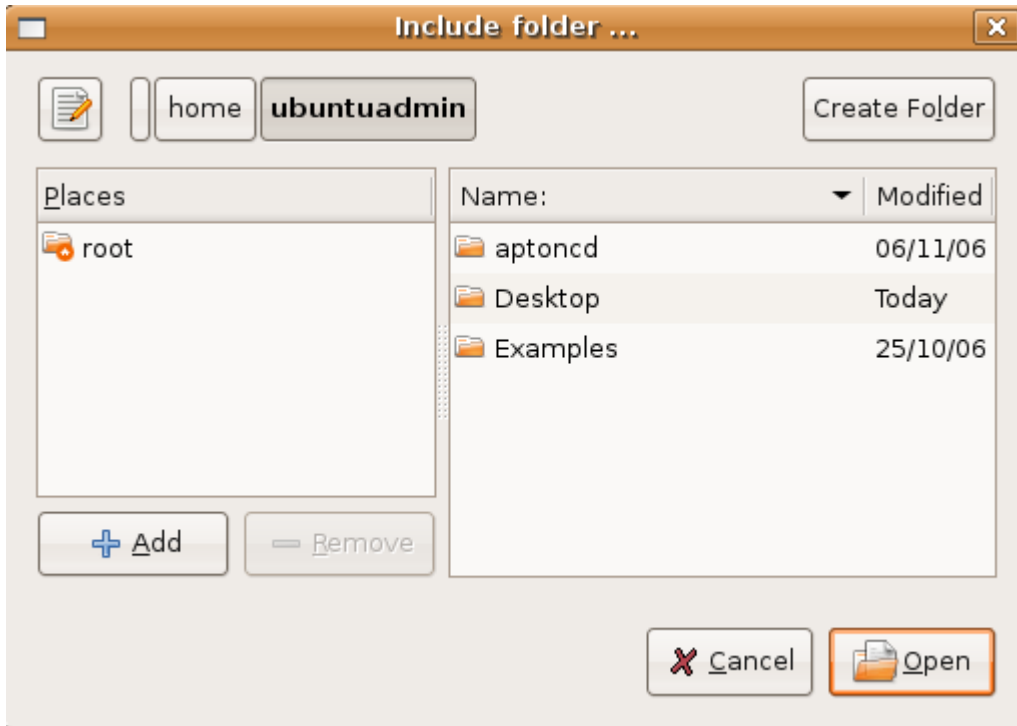 Include folder ...
home ubuntuadmin Create Folder
Places
root
Name: Modified
aptoncd 06/11/06
Desktop Today
Examples 25/10/06
Add Remove
Cancel Open